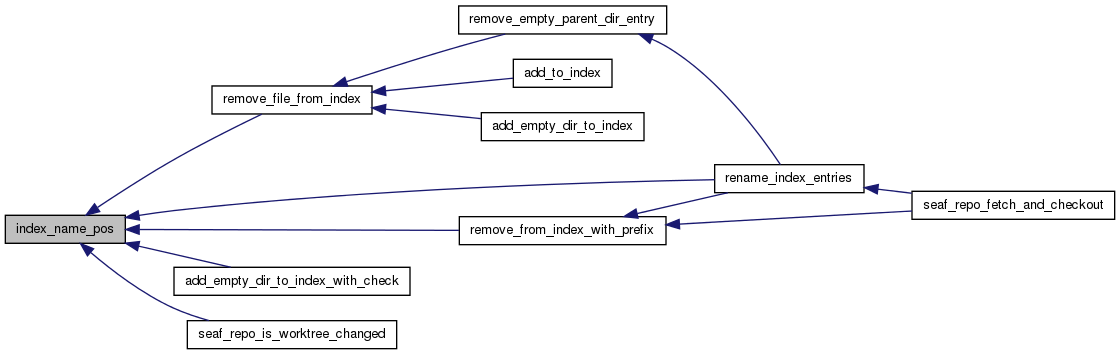 remove_empty_parent_dir_entry
add_to_index
remove_file_from_index
add_empty_dir_to_index
rename_index_entries
seaf_repo_fetch_and_checkout
index_name_pos
remove_from_index_with_prefix
add_empty_dir_to_index_with_check
seaf_repo_is_worktree_changed